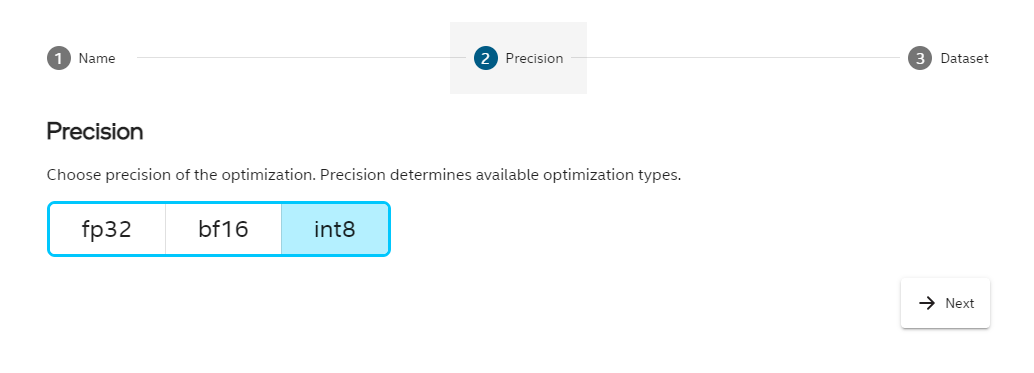 1 Name 2 Precision 3 Dataset
Precision
Choose precision of the optimization. Precision determines available optimization types.
fp32 bf16 int8
Next